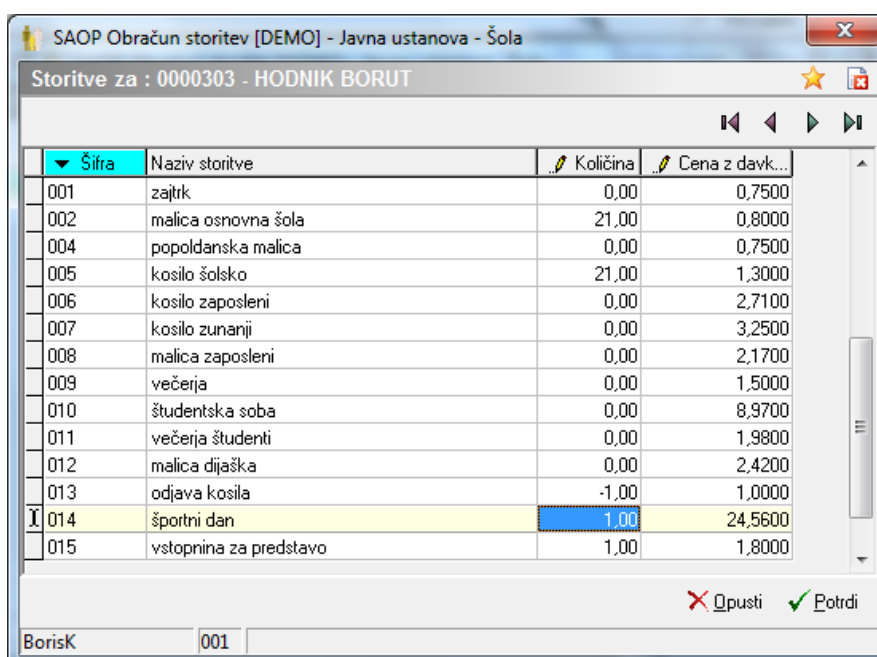 SAOP Obračun storitev [DEMO] - Javna ustanova - Šola
Storitve za : 0000303 - HODNIK BORUT
Šifra Naziv storitve Količina Cena z davk...
001 zajtrk 0,00 0,7500
002 malica osnovna šola 21,00 0,8000
004 popoldanska malica 0,00 0,7500
005 kosilo šolsko 21,00 1,3000
006 kosilo zaposleni 0,00 2,7100
007 kosilo zunanji 0,00 3,2500
008 malica zaposleni 0,00 2,1700
009 večerja 0,00 1,5000
010 študentska soba 0,00 8,9700
011 večerja študenti 0,00 1,9800
012 malica dijaška 0,00 2,4200
013 odjava kosila -1,00 1,0000
014 športni dan 1,00 24,5600
015 vstopnina za predstavo 1,00 1,8000
Opusti Potrdi
BorisK 001